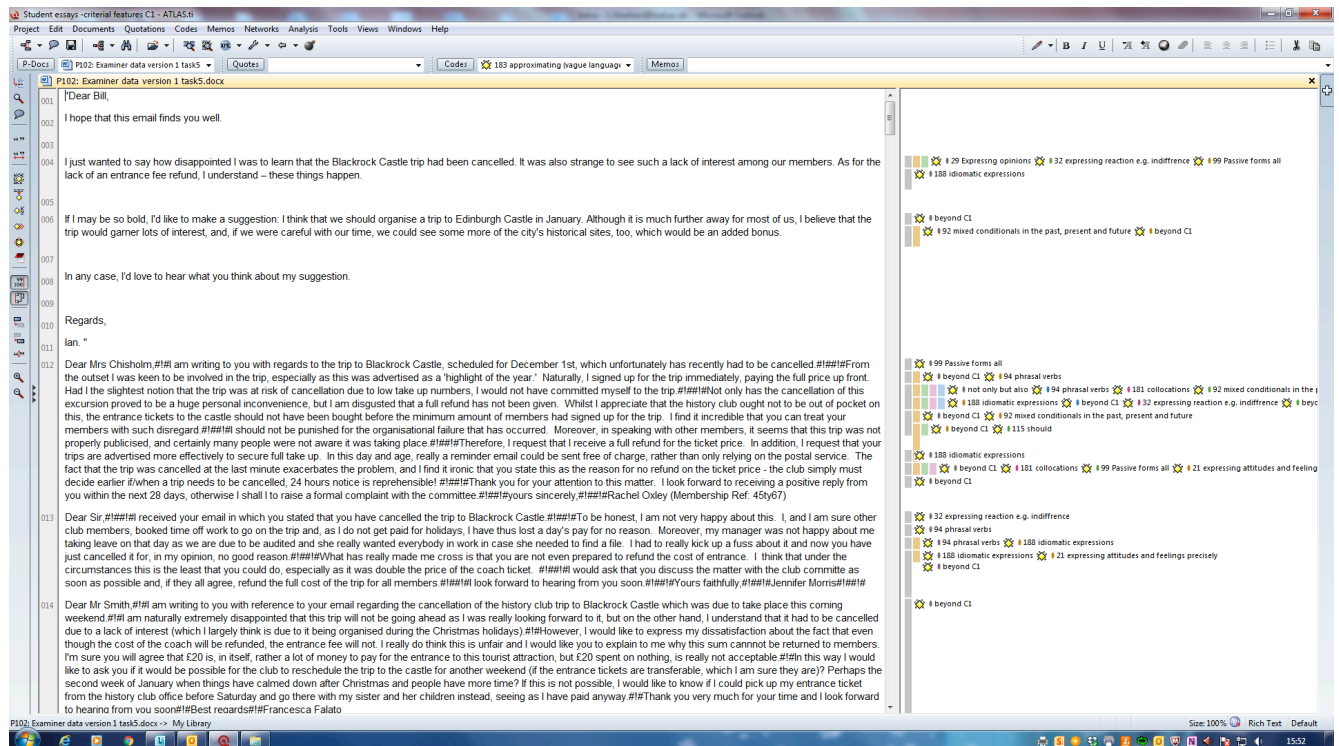 Student essays -criterial features C1 - ATLAS.ti
Project Edit Documents Quotations Codes Memos Networks Analysis Tools Views Windows Help
B I U
P-Docs P102: Examiner data version 1 task5 Quotes Codes 183 approximating (vague language Memos
P102: Examiner data version 1 task5.docx
001 "Dear Bill,
002 I hope that this email finds you well.
003
004 I just wanted to say how disappointed I was to learn that the Blackrock Castle trip had been cancelled. It was also strange to see such a lack of interest among our members. As for the
lack of an entrance fee refund, I understand – these things happen.
29 Expressng opinions 32 expressing reaction e.g. indiffrence 99 Passive forms all
188 idiomatic expressions
005
006 If I may be so bold, I'd like to make a suggestion: I think that we should organise a trip to Edinburgh Castle in January. Although it is much further away for most of us, I believe that the
trip would garner lots of interest, and, if we were careful with our time, we could see some more of the city's historical sites, too, which would be an added bonus.
beyond C1
92 mixed conditionals in the past, present and future beyond C1
007
008 In any case, I'd love to hear what you think about my suggestion.
009
010 Regards,
011 Ian. "
012 Dear Mrs Chisholm,#!#I am writing to you with regards to the trip to Blackrock Castle, scheduled for December 1st, which unfortunately has recently had to be cancelled.#!##!#From
the outset I was keen to be involved in the trip, especially as this was advertised as a 'highlight of the year.' Naturally, I signed up for the trip immediately, paying the full price up front.
Had I the slightest notion that the trip was at risk of cancellation due to low take up numbers, I would not have committed myself to the trip.#!##!#Not only has the cancellation of this
excursion proved to be a huge personal inconvenience, but I am disgusted that a full refund has not been given. Whilst I appreciate that the history club ought not to be out of pocket on
this, the entrance tickets to the castle should not have been bought before the minimum amount of members had signed up for the trip. I find it incredible that you can treat your
members with such disregard.#!##!#I should not be punished for the organisational failure that has occurred. Moreover, in speaking with other members, it seems that this trip was not
properly publicised, and certainly many people were not aware it was taking place.#!##!#Therefore, I request that I receive a full refund for the ticket price. In addition, I request that your
trips are advertised more effectively to secure full take up. In this day and age, really a reminder email could be sent free of charge, rather than only relying on the postal service. The
fact that the trip was cancelled at the last minute exacerbates the problem, and I find it ironic that you state this as the reason for no refund on the ticket price - the club simply must
decide earlier if/when a trip needs to be cancelled, 24 hours notice is reprehensible! #!##!#Thank you for your attention to this matter. I look forward to receiving a positive reply from
you within the next 28 days, otherwise I shall I to raise a formal complaint with the committee.#!##!#yours sincerely,#!##!#Rachel Oxley (Membership Ref: 45ty67)
99 Passive forms all
beyond C1 94 phrasal verbs
not only but also 94 phrasal verbs 181 collocations 92 mixed conditionals in the p
188 idiomatic expressions beyond C1 32 expressing reaction e.g. indiffrence beyc
beyond C1 92 mixed conditionals in the past, present and future
beyond C1 115 should
188 idiomatic expressions
beyond C1 181 collocations 99 Passive forms all 21 expressing attitudes and feeling
beyond C1
013 Dear Sir,#!##!#I received your email in which you stated that you have cancelled the trip to Blackrock Castle.#!##!#To be honest, I am not very happy about this. I, and I am sure other
club members, booked time off work to go on the trip and, as I do not get paid for holidays, I have thus lost a day's pay for no reason. Moreover, my manager was not happy about me
taking leave on that day as we are due to be audited and she really wanted everybody in work in case she needed to find a file. I had to really kick up a fuss about it and now you have
just cancelled it for, in my opinion, no good reason.#!##!#What has really made me cross is that you are not even prepared to refund the cost of entrance. I think that under the
circumstances this is the least that you could do, especially as it was double the price of the coach ticket. #!##!#I would ask that you discuss the matter with the club committe as
soon as possible and, if they all agree, refund the full cost of the trip for all members.#!##!#I look forward to hearing from you soon.#!##!#Yours faithfully,#!##!#Jennifer Morris#!##!#
32 expressing reaction e.g. indiffrence
94 phrasal verbs
94 phrasal verbs 188 idiomatic expressions
188 idiomatic expressions 21 expressing attitudes and feelings precisely
beyond C1
014 Dear Mr Smith,#!#I am writing to you with reference to your email regarding the cancellation of the history club trip to Blackrock Castle which was due to take place this coming
weekend.#!#I am naturally extremely disappointed that this trip will not be going ahead as I was really looking forward to it, but on the other hand, I understand that it had to be cancelled
due to a lack of interest (which I largely think is due to it being organised during the Christmas holidays).#!#However, I would like to express my dissatisfaction about the fact that even
though the cost of the coach will be refunded, the entrance fee will not. I really do think this is unfair and I would like you to explain to me why this sum cannnot be returned to members.
I'm sure you will agree that £20 is, in itself, rather a lot of money to pay for the entrance to this tourist attraction, but £20 spent on nothing, is really not acceptable.#!#In this way I would
like to ask you if it would be possible for the club to reschedule the trip to the castle for another weekend (if the entrance tickets are transferable, which I am sure they are)? Perhaps the
second week of January when things have calmed down after Christmas and people have more time? If this is not possible, I would like to know if I could pick up my entrance ticket
from the history club office before Saturday and go there with my sister and her children instead, seeing as I have paid anyway.#!#Thank you very much for your time and I look forward
to hearing from you soon#!#Best regards#!#Francesca Falato
beyond C1
P102: Examiner data version 1 task5.docx -> My Library
Size: 100% Rich Text Default
15:52